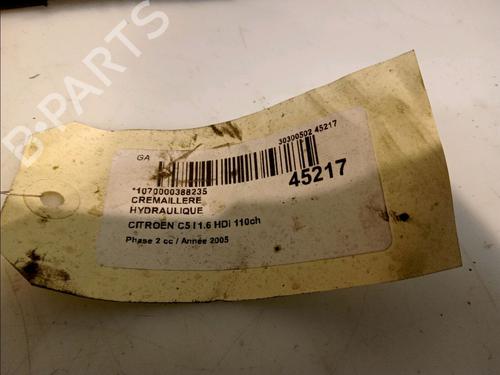 B-PARTS
GA
30300502 45217
45217
*1070000388235
CREMAILLERE
HYDRAULIQUE
CITROEN C5 I 1.6 HDi 110ch
Phase 2 cc / Année 2005